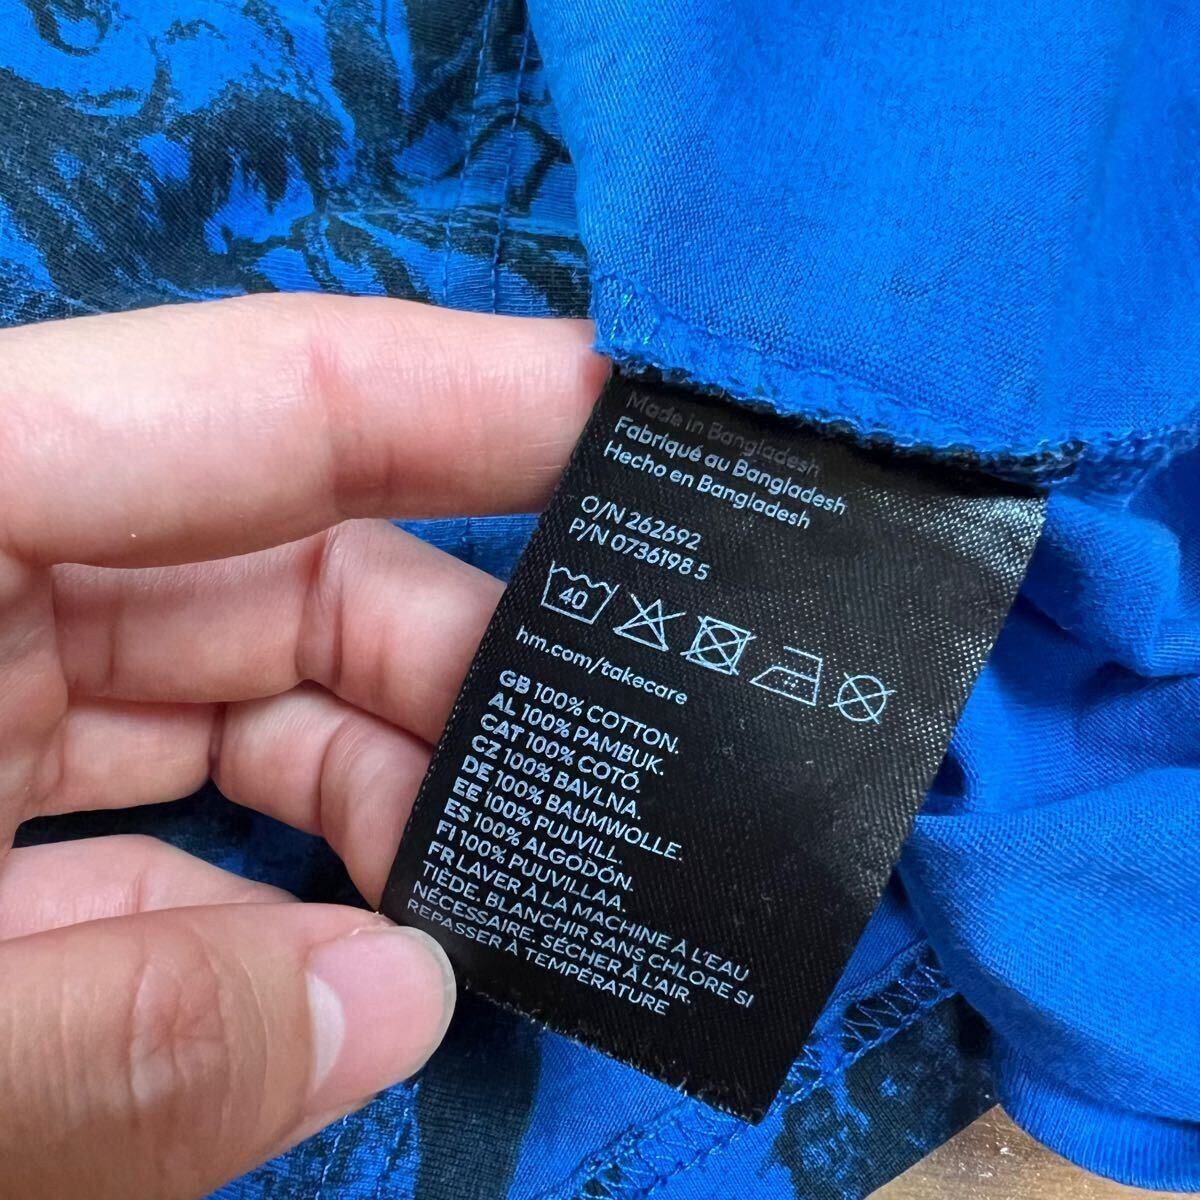 Made in Bangladesh
Fabriqué au Bangladesh
Hecho en Bangladesh
O/N 262692
P/N 0736198 5
40
hm.com/takecare
GB 100% COTTON.
AL 100% PAMBUK.
CAT 100% COTÓ.
CZ 100% BAVLNA.
DE 100% BAUMWOLLE.
EE 100% PUUVILL.
ES 100% ALGODÓN.
FI 100% PUUVILLAA.
FR LAVER À LA MACHINE À L'EAU
TIÈDE. BLANCHIR SANS CHLORE SI
NÉCESSAIRE. SÉCHER À L'AIR.
REPASSER À TEMPÉRATURE